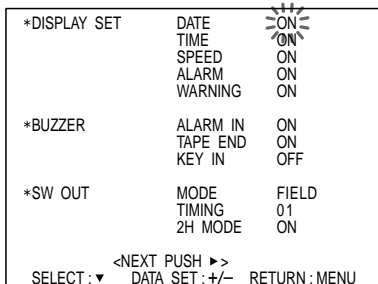 *DISPLAY SET DATE ON
TIME ON
SPEED ON
ALARM ON
WARNING ON
*BUZZER ALARM IN ON
TAPE END ON
KEY IN OFF
*SW OUT MODE FIELD
TIMING 01
2H MODE ON
<NEXT PUSH ►>
SELECT : ▼ DATA SET : +/− RETURN : MENU